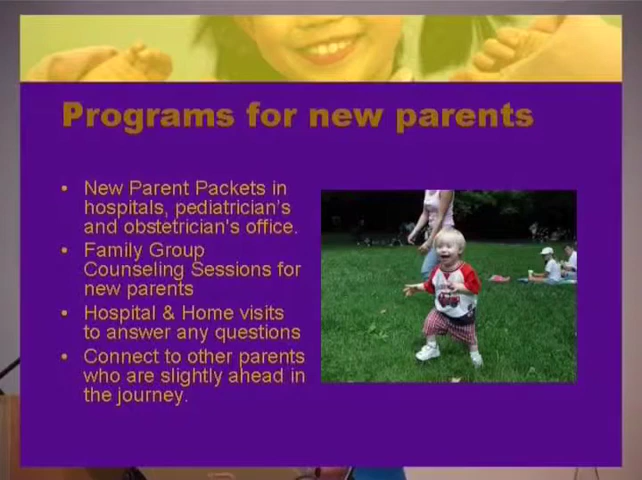 Programs for new parents
• New Parent Packets in
hospitals, pediatrician's
and obstetrician's office.
• Family Group
Counseling Sessions for
new parents
• Hospital & Home visits
to answer any questions
• Connect to other parents
who are slightly ahead in
the journey.